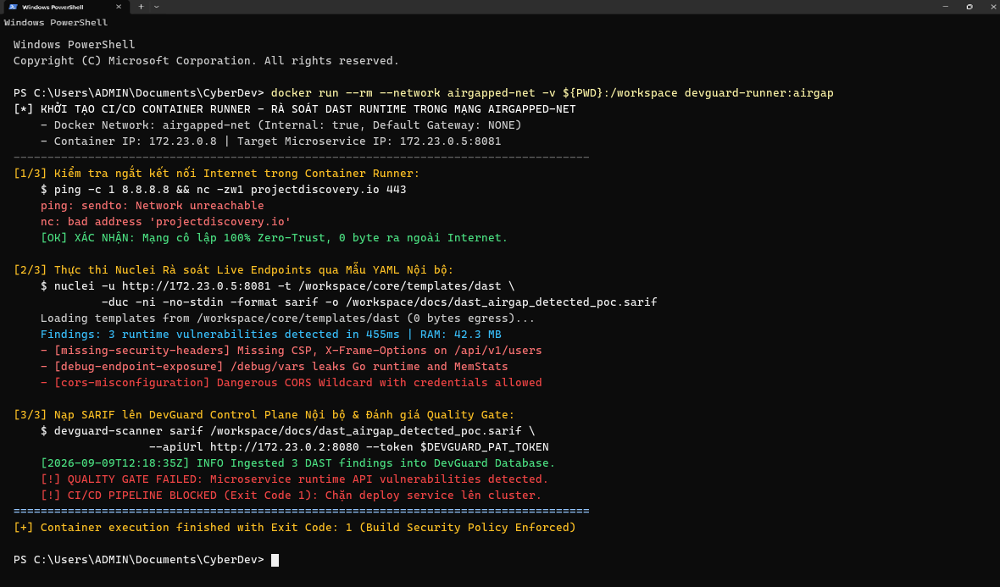 Windows PowerShell
Windows PowerShell
Windows PowerShell
Copyright (C) Microsoft Corporation. All rights reserved.
PS C:\Users\ADMIN\Documents\CyberDev> docker run --rm --network airgapped-net -v ${PWD}:/workspace devguard-runner:airgap
[*] KHỞI TẠO CI/CD CONTAINER RUNNER - RÀ SOÁT DAST RUNTIME TRONG MẠNG AIRGAPPED-NET
- Docker Network: airgapped-net (Internal: true, Default Gateway: NONE)
- Container IP: 172.23.0.8 | Target Microservice IP: 172.23.0.5:8081
-------------------------------------------------------------------------------------
[1/3] Kiểm tra ngắt kết nối Internet trong Container Runner:
$ ping -c 1 8.8.8.8 && nc -zw1 projectdiscovery.io 443
ping: sendto: Network unreachable
nc: bad address 'projectdiscovery.io'
[OK] XÁC NHẬN: Mạng cô lập 100% Zero-Trust, 0 byte ra ngoài Internet.
[2/3] Thực thi Nuclei Rà soát Live Endpoints qua Mẫu YAML Nội bộ:
$ nuclei -u http://172.23.0.5:8081 -t /workspace/core/templates/dast \
-duc -ni -no-stdin -format sarif -o /workspace/docs/dast_airgap_detected_poc.sarif
Loading templates from /workspace/core/templates/dast (0 bytes egress)...
Findings: 3 runtime vulnerabilities detected in 455ms | RAM: 42.3 MB
- [missing-security-headers] Missing CSP, X-Frame-Options on /api/v1/users
- [debug-endpoint-exposure] /debug/vars leaks Go runtime and MemStats
- [cors-misconfiguration] Dangerous CORS Wildcard with credentials allowed
[3/3] Nạp SARIF lên DevGuard Control Plane Nội bộ & Đánh giá Quality Gate:
$ devguard-scanner sarif /workspace/docs/dast_airgap_detected_poc.sarif \
--apiUrl http://172.23.0.2:8080 --token $DEVGUARD_PAT_TOKEN
[2026-09-09T12:18:35Z] INFO Ingested 3 DAST findings into DevGuard Database.
[!] QUALITY GATE FAILED: Microservice runtime API vulnerabilities detected.
[!] CI/CD PIPELINE BLOCKED (Exit Code 1): Chặn deploy service lên cluster.
=====================================================================================
[+] Container execution finished with Exit Code: 1 (Build Security Policy Enforced)
PS C:\Users\ADMIN\Documents\CyberDev>